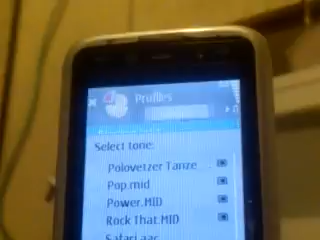 Profiles
Select tone:
Polovetzer Tanze
Pop.mid
Power.MID
Rock That.MID
Safari.aac